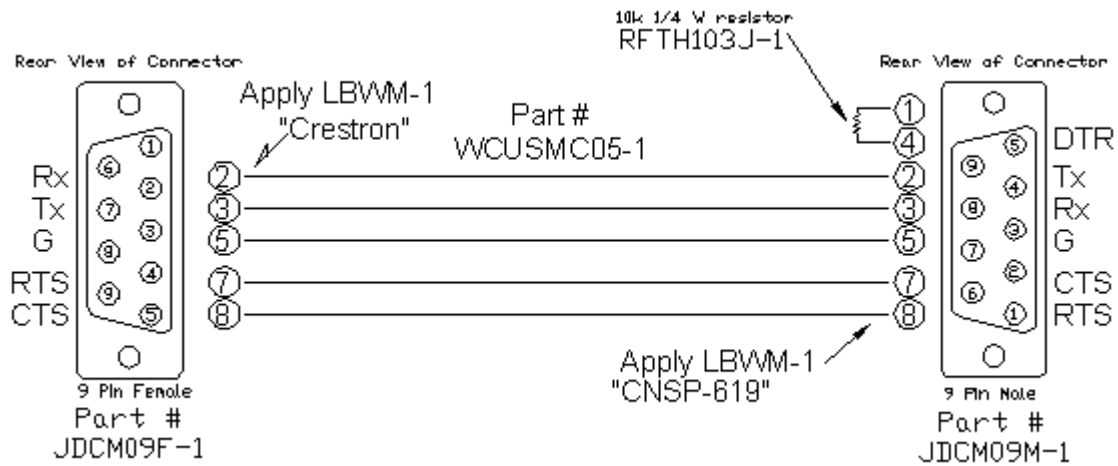 10k 1/4 W resistor
RFTH103J-1
Rear View of Connector
Rear View of Connector
Apply LBWM-1
"Crestron"
Part #
WCUSMC05-1
1
6
2
7
3
8
4
9
5
Rx 2
Tx 3
G 5
RTS 7
CTS 8
1
4 DTR
2 Tx
3 Rx
5 G
7 CTS
8 RTS
5
9
4
8
3
7
2
6
1
Apply LBWM-1
"CNSP-619"
9 Pin Female
Part #
JDCM09F-1
9 Pin Male
Part #
JDCM09M-1